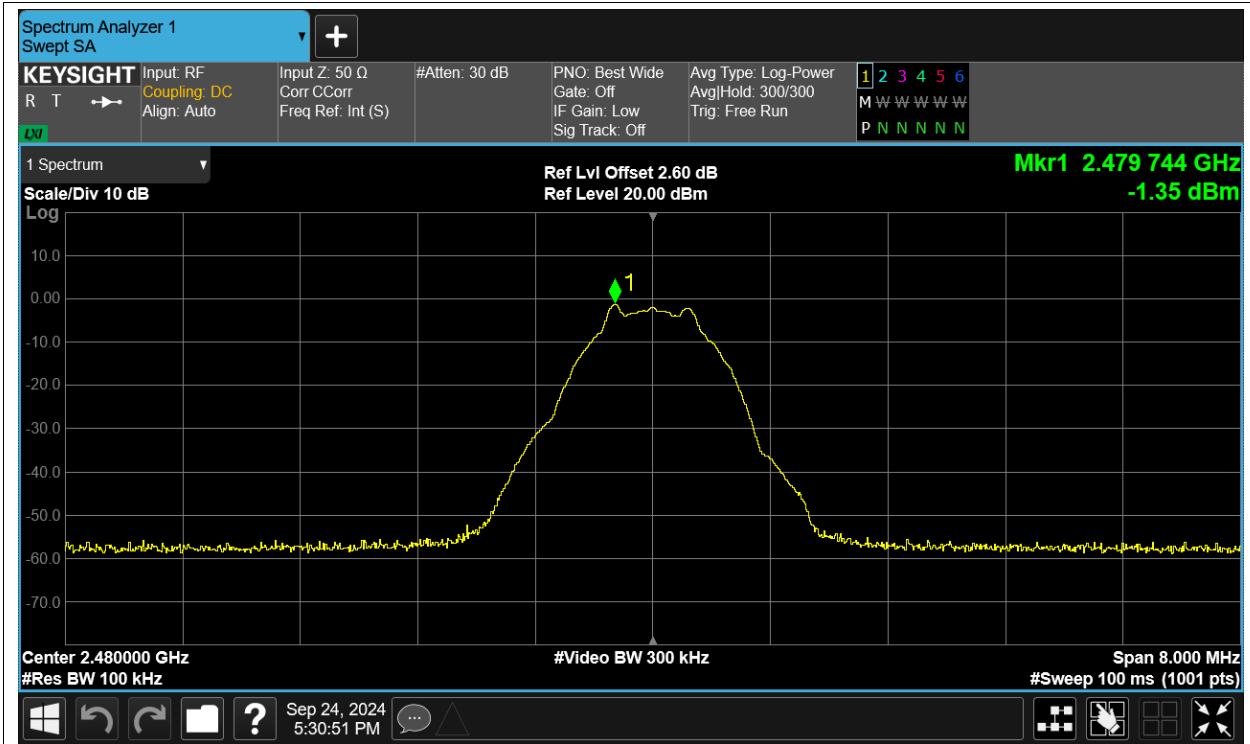 Spectrum Analyzer 1
Swept SA
KEYSIGHT
R T
LXI
Input: RF
Coupling: DC
Align: Auto
Input Z: 50 Ω
Corr CCorr
Freq Ref: Int (S)
#Atten: 30 dB
PNO: Best Wide
Gate: Off
IF Gain: Low
Sig Track: Off
Avg Type: Log-Power
Avg|Hold: 300/300
Trig: Free Run
1 2 3 4 5 6
M W W W W W
P N N N N N
1 Spectrum
Scale/Div 10 dB
Log
Ref Lvl Offset 2.60 dB
Ref Level 20.00 dBm
Mkr1 2.479 744 GHz
-1.35 dBm
10.0
0.00
-10.0
-20.0
-30.0
-40.0
-50.0
-60.0
-70.0
1
Center 2.480000 GHz
#Res BW 100 kHz
#Video BW 300 kHz
Span 8.000 MHz
#Sweep 100 ms (1001 pts)
?
Sep 24, 2024
5:30:51 PM